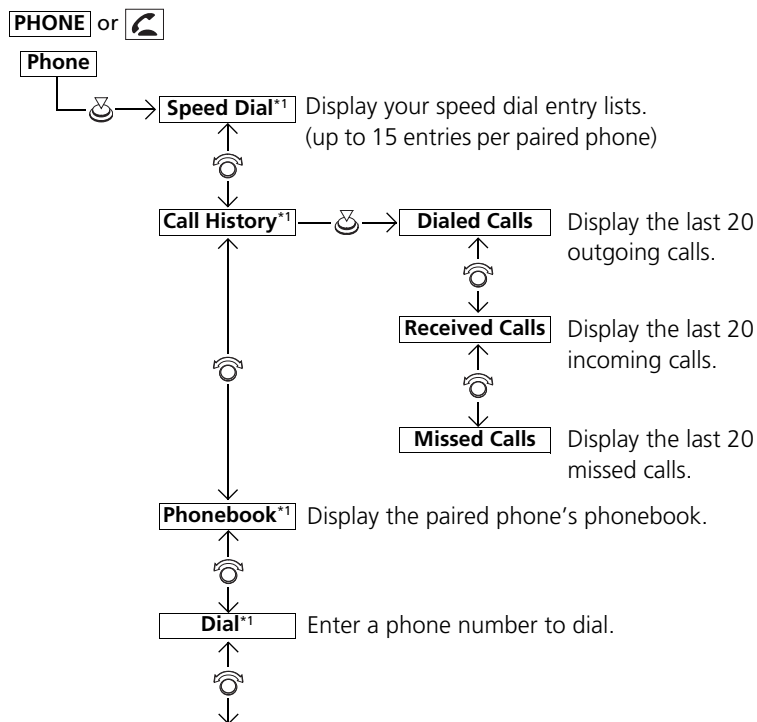 PHONE or
Phone
Speed Dial*1 Display your speed dial entry lists.
(up to 15 entries per paired phone)
Call History*1 Dialed Calls Display the last 20
outgoing calls.
Received Calls Display the last 20
incoming calls.
Missed Calls Display the last 20
missed calls.
Phonebook*1 Display the paired phone's phonebook.
Dial*1 Enter a phone number to dial.